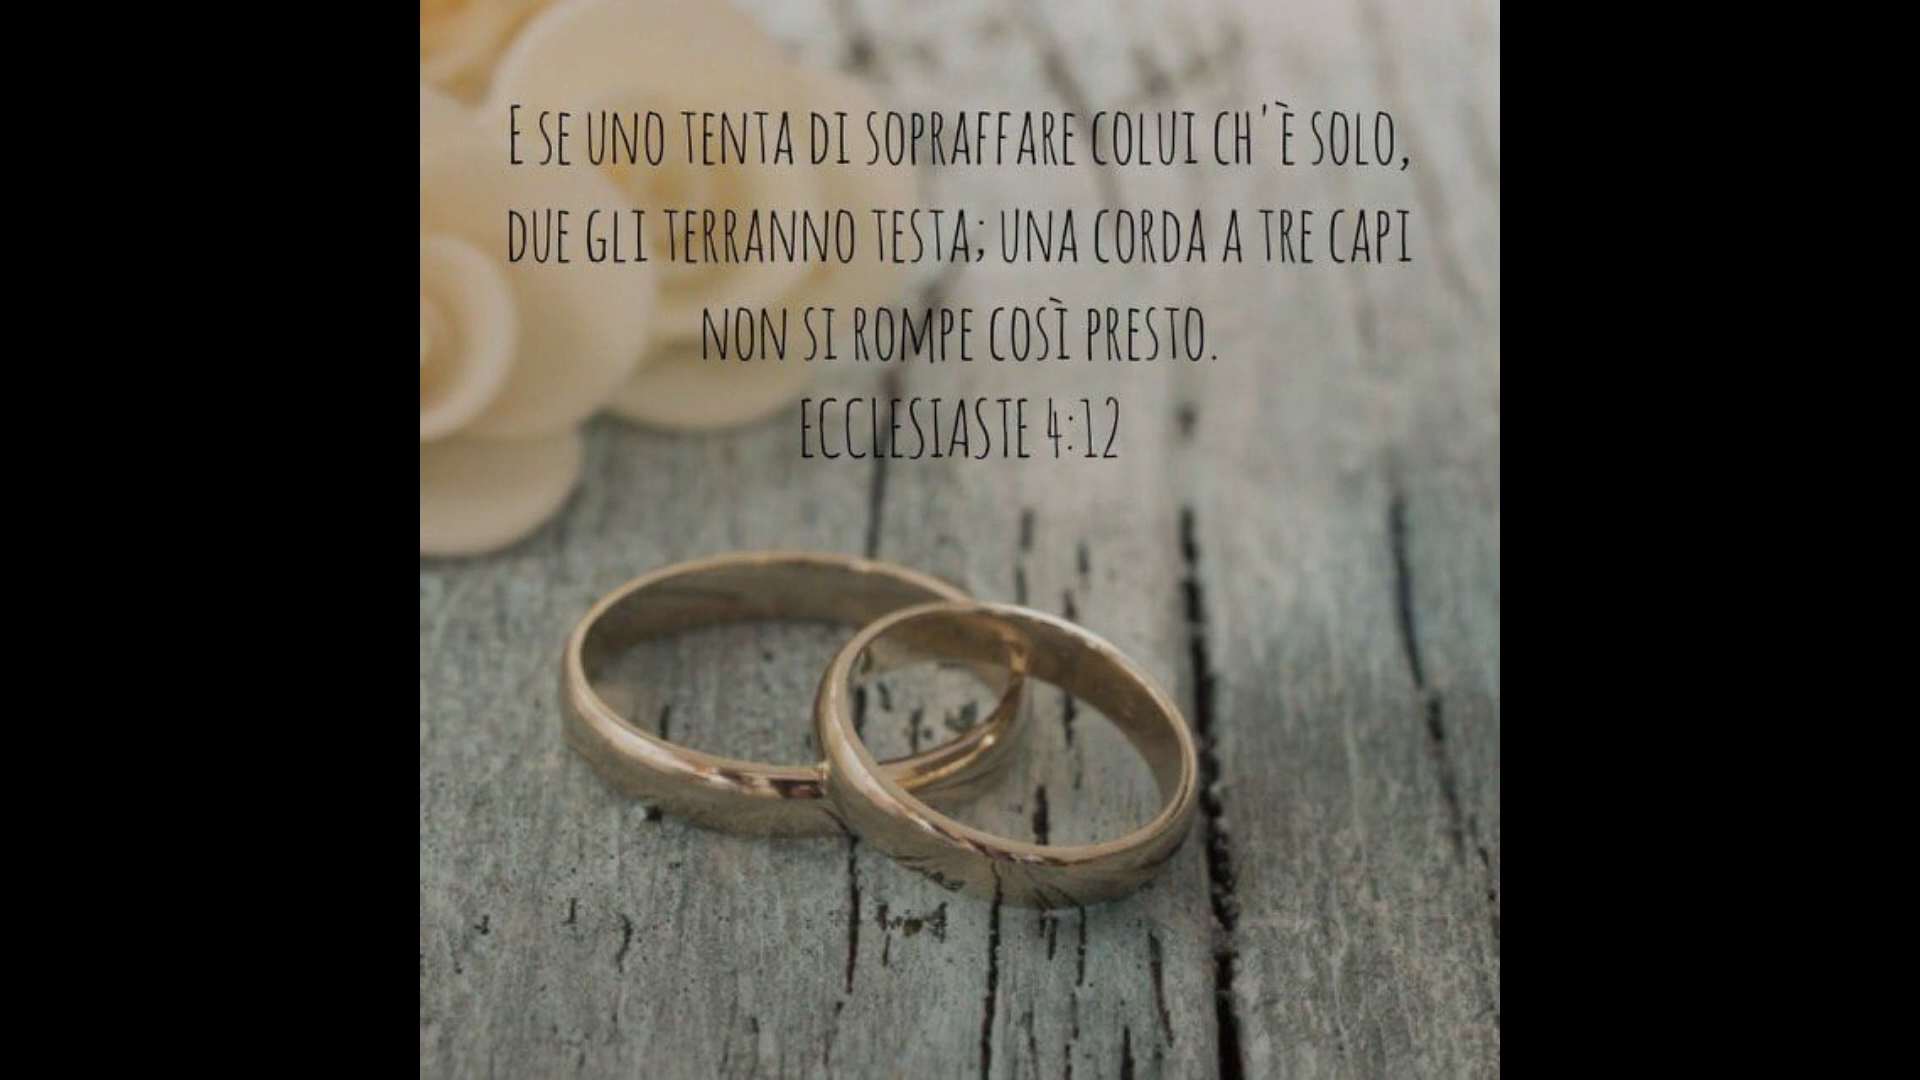 E SE UNO TENTA DI SOPRAFFARE COLUI CH'È SOLO,
DUE GLI TERRANNO TESTA; UNA CORDA A TRE CAPI
NON SI ROMPE COSÌ PRESTO.
ECCLESIASTE 4:12